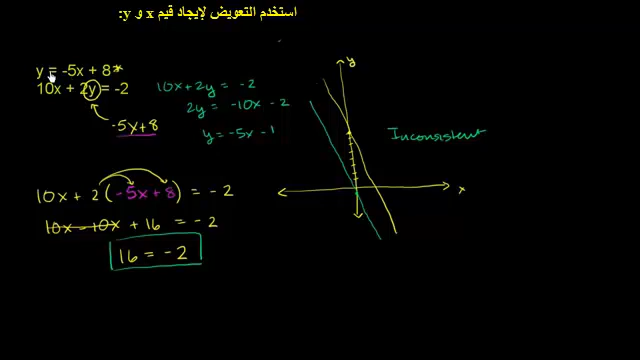 استخدم التعويض لإيجاد قيم x و y:
y = -5x + 8*
10x + 2y = -2
-5x+8
10x+2y = -2
2y = -10x - 2
y = -5x - 1
10x + 2(-5x + 8) = -2
10x - 10x + 16 = -2
16 = -2
y
Inconsistent
x